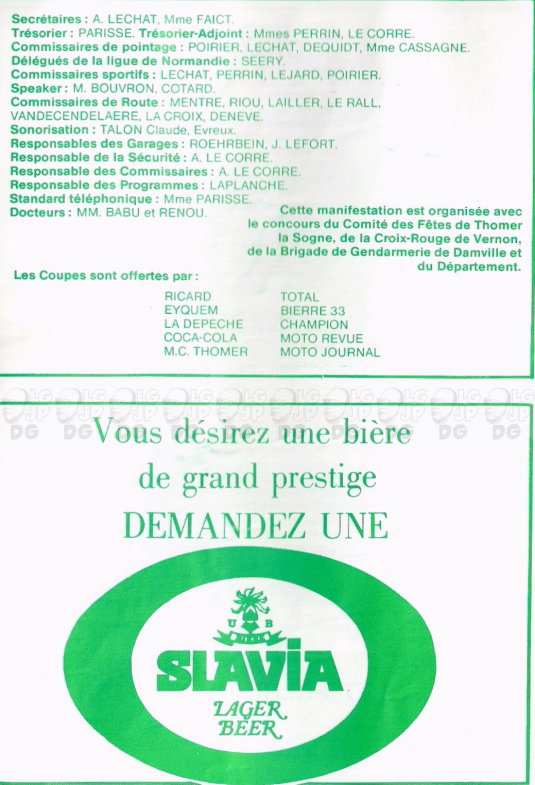 Secrétaires : A. LECHAT, Mme FAICT.
Trésorier : PARISSE. Trésorier-Adjoint : Mmes PERRIN, LE CORRE.
Commissaires de pointage : POIRIER, LECHAT, DEQUIDT, Mme CASSAGNE.
Délégués de la ligue de Normandie : SEERY.
Commissaires sportifs : LECHAT, PERRIN, LEJARD, POIRIER.
Speaker : M. BOUVRON, COTARD.
Commissaires de Route : MENTRE, RIOU, LAILLER, LE RALL,
VANDECENDELAERE, LA CROIX, DENEVE.
Sonorisation : TALON Claude, Evreux.
Responsables des Garages : ROEHRBEIN, J. LEFORT.
Responsable de la Sécurité : A. LE CORRE.
Responsable des Commissaires : A. LE CORRE.
Responsable des Programmes : LAPLANCHE.
Standard téléphonique : Mme PARISSE.
Docteurs : MM. BABU et RENOU.
Cette manifestation est organisée avec
le concours du Comité des Fêtes de Thomer
la Sogne, de la Croix-Rouge de Vernon,
de la Brigade de Gendarmerie de Damville et
du Département.
Les Coupes sont offertes par :
RICARD TOTAL
EYQUEM BIERRE 33
LA DEPECHE CHAMPION
COCA-COLA MOTO REVUE
M.C. THOMER MOTO JOURNAL
Vous désirez une bière
de grand prestige
DEMANDEZ UNE
U B
SLAVIA
LAGER
BEER